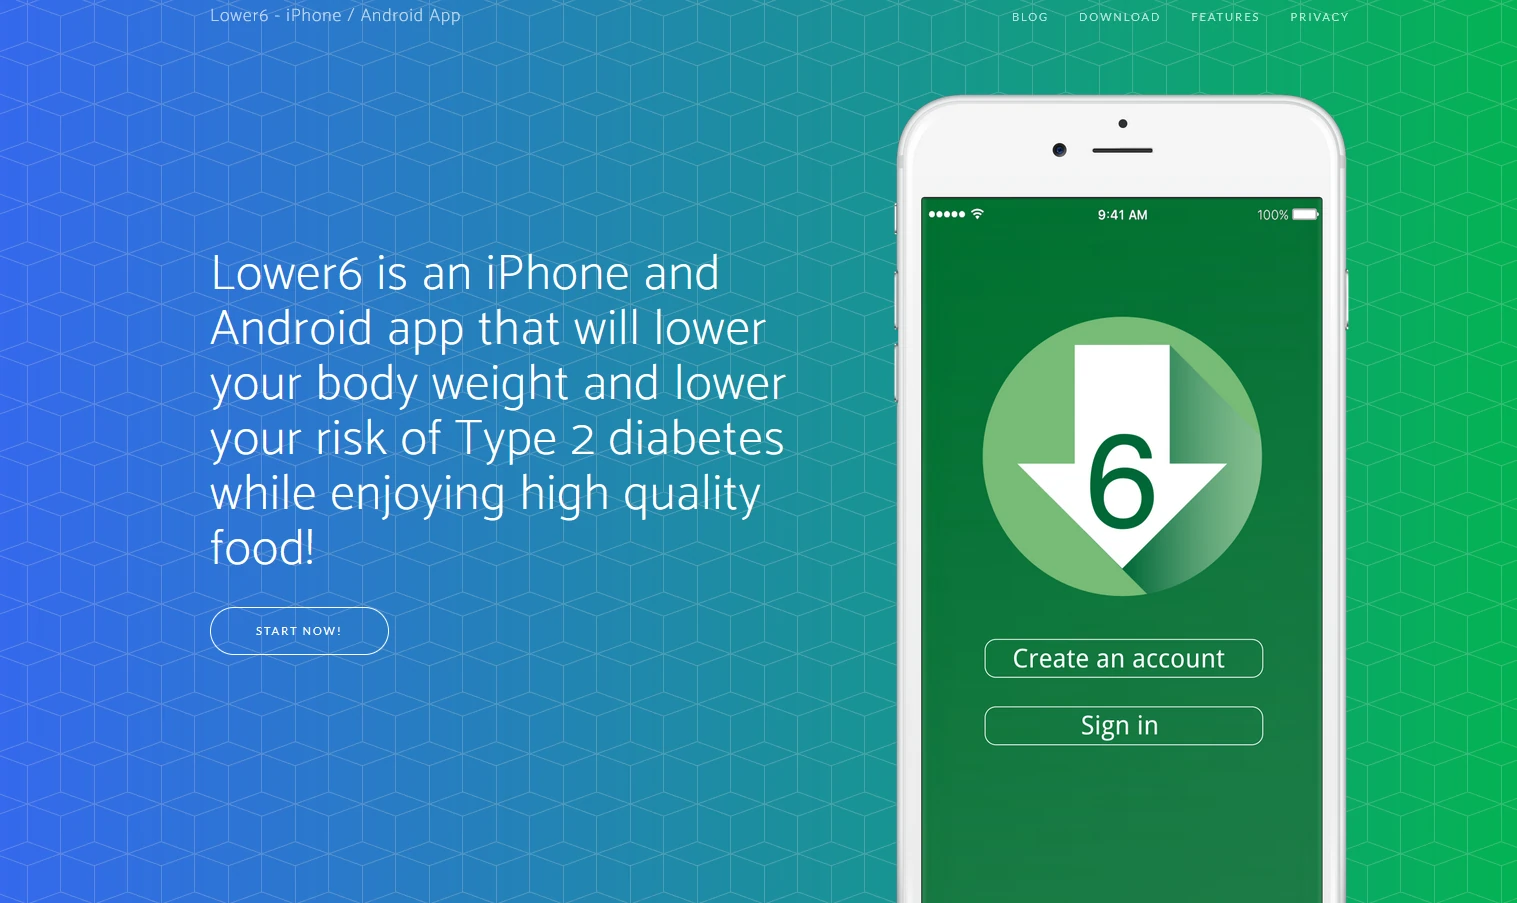 Lower6 - iPhone / Android App
BLOG DOWNLOAD FEATURES PRIVACY
Lower6 is an iPhone and
Android app that will lower
your body weight and lower
your risk of Type 2 diabetes
while enjoying high quality
food!
START NOW!
9:41 AM 100%
6
Create an account
Sign in